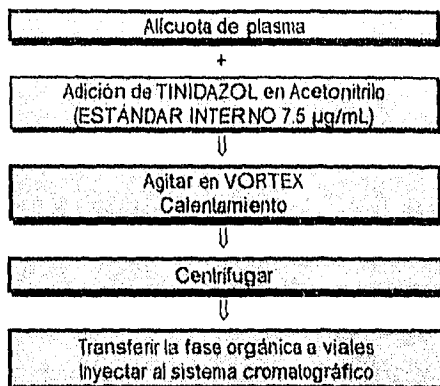 Alícuota de plasma
+
Adición de TINIDAZOL en Acetonitrilo
(ESTÁNDAR INTERNO 7.5 µg/mL)
⇓
Agitar en VORTEX
Calentamiento
⇓
Centrifugar
⇓
Transferir la fase orgánica a viales
Inyectar al sistema cromatográfico